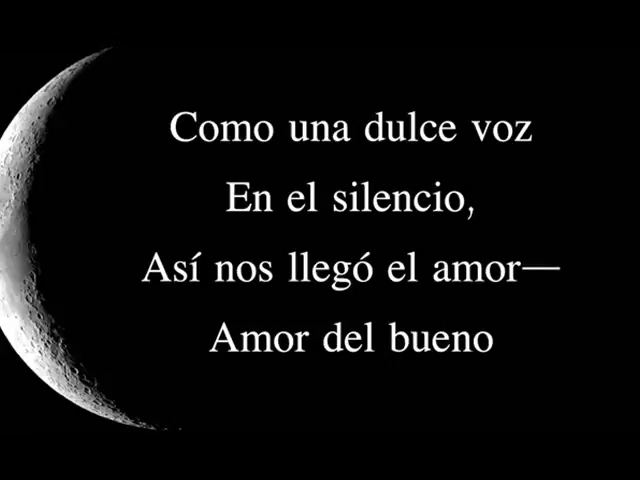 Como una dulce voz
En el silencio,
Así nos llegó el amor—
Amor del bueno